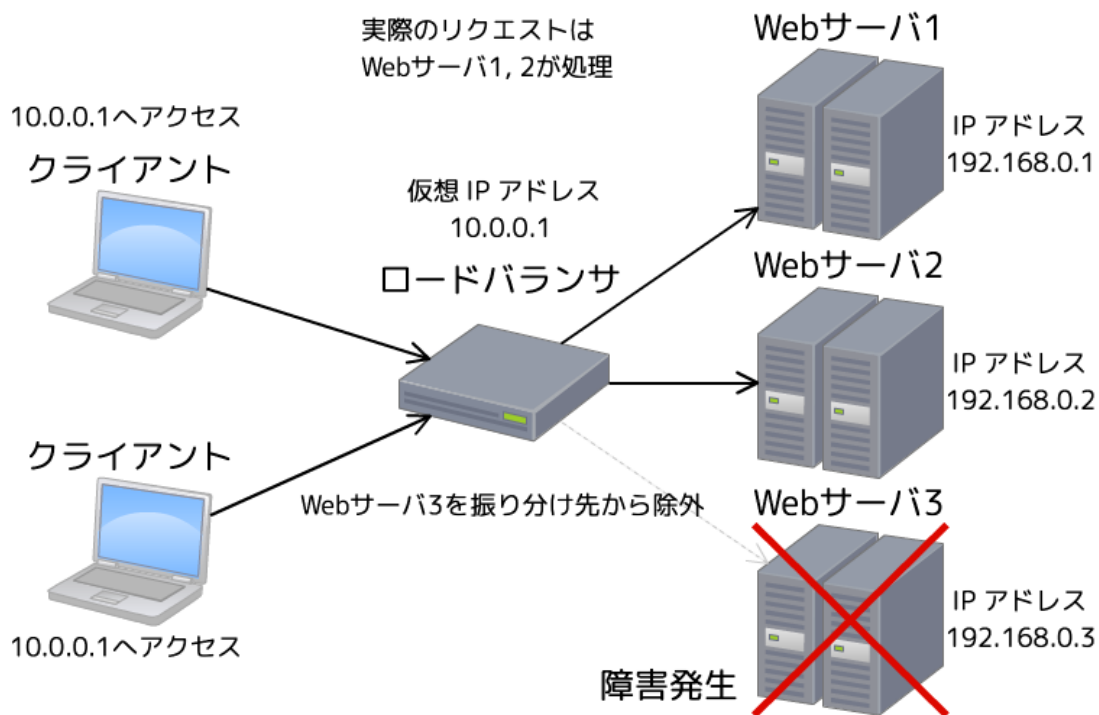 実際のリクエストは
Webサーバ1, 2が処理
Webサーバ1
10.0.0.1へアクセス
クライアント
IP アドレス
192.168.0.1
仮想 IP アドレス
10.0.0.1
ロードバランサ
Webサーバ2
IP アドレス
192.168.0.2
クライアント
Webサーバ3を振り分け先から除外
Webサーバ3
IP アドレス
192.168.0.3
10.0.0.1へアクセス
障害発生